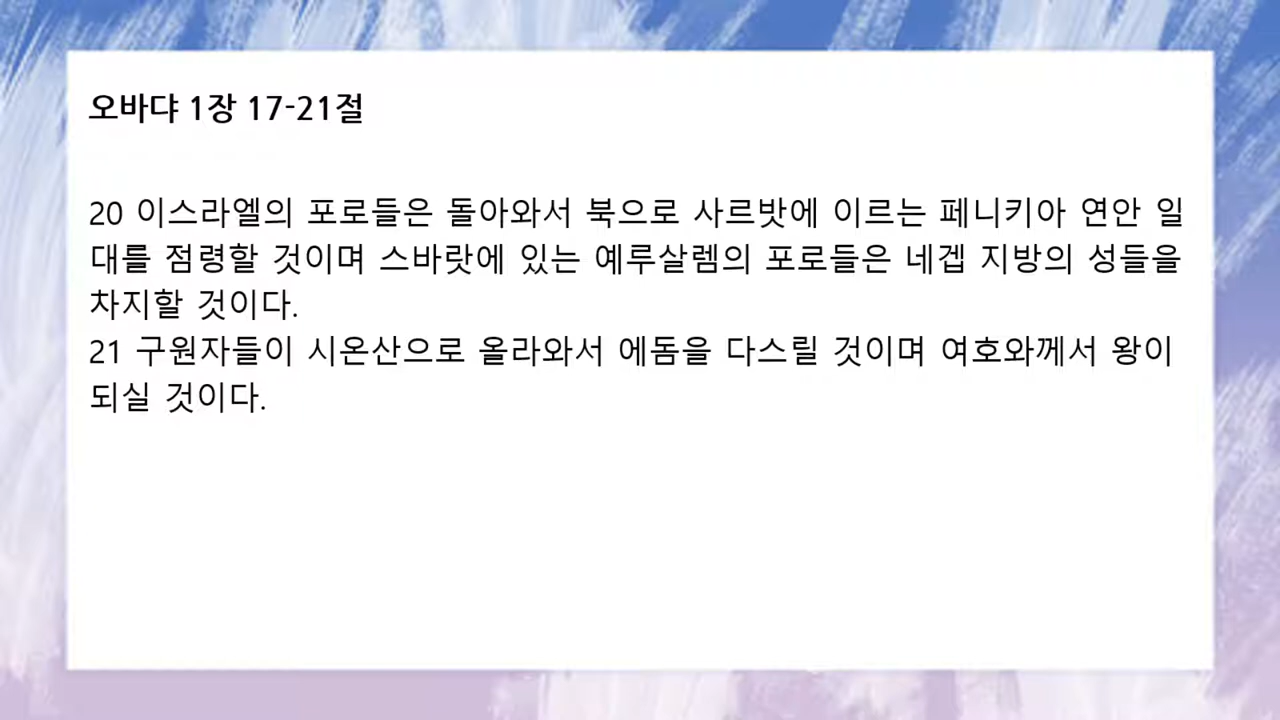 오바댜 1장 17-21절
20 이스라엘의 포로들은 돌아와서 북으로 사르밧에 이르는 페니키아 연안 일
대를 점령할 것이며 스바랏에 있는 예루살렘의 포로들은 네겝 지방의 성들을
차지할 것이다.
21 구원자들이 시온산으로 올라와서 에돔을 다스릴 것이며 여호와께서 왕이
되실 것이다.